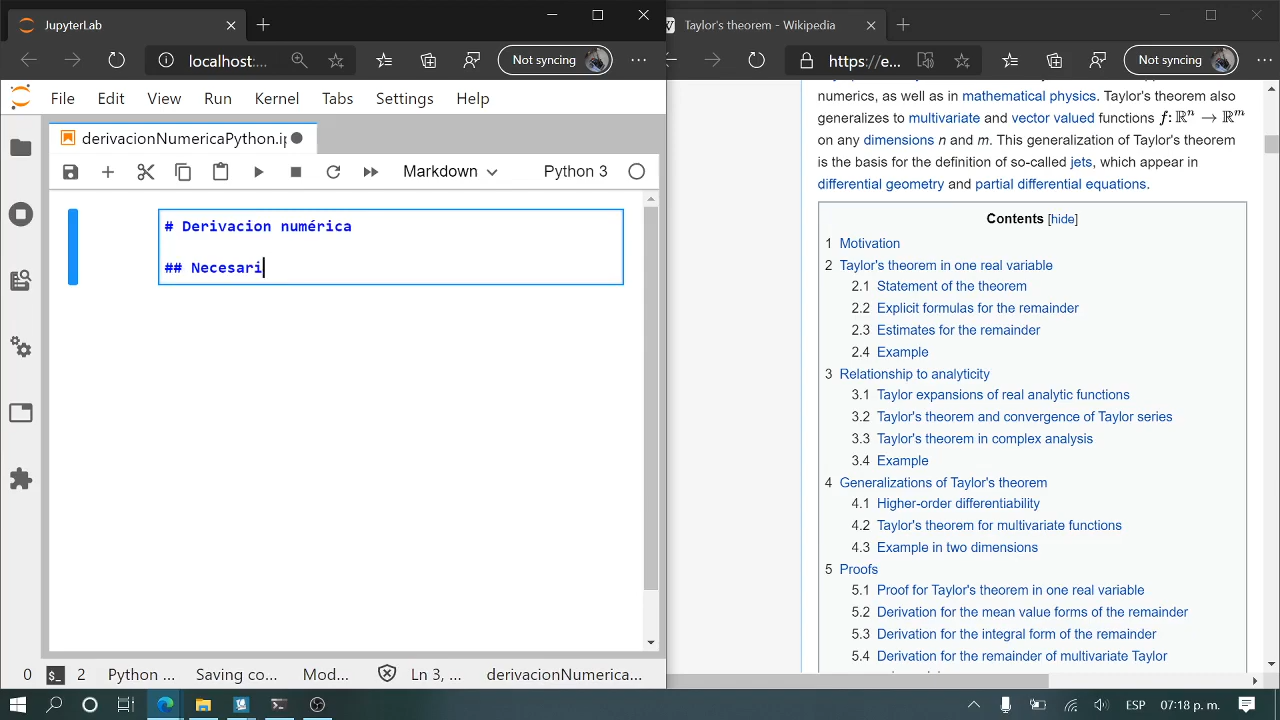 JupyterLab
localhost:...
Not syncing
File Edit View Run Kernel Tabs Settings Help
derivacionNumericaPython.ip
Markdown
Python 3
# Derivacion numérica
## Necesari
0
2
Python ...
Saving co...
Mod...
Ln 3, ...
derivacionNumerica...
Taylor's theorem - Wikipedia
https://e...
Not syncing
numerics, as well as in mathematical physics. Taylor's theorem also
generalizes to multivariate and vector valued functions f: ℝⁿ → ℝᵐ
on any dimensions n and m. This generalization of Taylor's theorem
is the basis for the definition of so-called jets, which appear in
differential geometry and partial differential equations.
Contents [hide]
1 Motivation
2 Taylor's theorem in one real variable
2.1 Statement of the theorem
2.2 Explicit formulas for the remainder
2.3 Estimates for the remainder
2.4 Example
3 Relationship to analyticity
3.1 Taylor expansions of real analytic functions
3.2 Taylor's theorem and convergence of Taylor series
3.3 Taylor's theorem in complex analysis
3.4 Example
4 Generalizations of Taylor's theorem
4.1 Higher-order differentiability
4.2 Taylor's theorem for multivariate functions
4.3 Example in two dimensions
5 Proofs
5.1 Proof for Taylor's theorem in one real variable
5.2 Derivation for the mean value forms of the remainder
5.3 Derivation for the integral form of the remainder
5.4 Derivation for the remainder of multivariate Taylor
ESP
07:18 p. m.